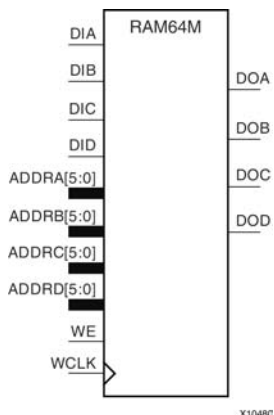 RAM64M
DIA
DIB
DIC
DID
ADDRA[5:0]
ADDRB[5:0]
ADDRC[5:0]
ADDRD[5:0]
WE
WCLK
DOA
DOB
DOC
DOD
X10480